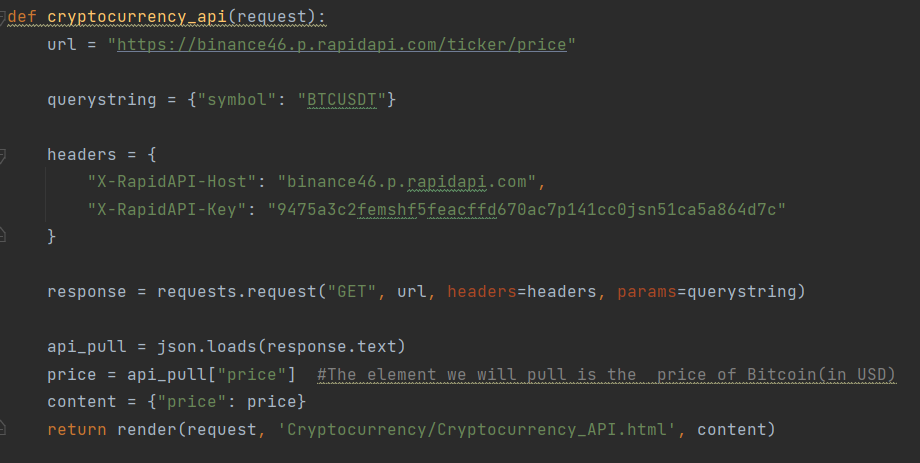 def cryptocurrency_api(request):
url = "https://binance46.p.rapidapi.com/ticker/price"
querystring = {"symbol": "BTCUSDT"}
headers = {
"X-RapidAPI-Host": "binance46.p.rapidapi.com",
"X-RapidAPI-Key": "9475a3c2femshf5feacffd670ac7p141cc0jsn51ca5a864d7c"
}
response = requests.request("GET", url, headers=headers, params=querystring)
api_pull = json.loads(response.text)
price = api_pull["price"]  #The element we will pull is the  price of Bitcoin(in USD)
content = {"price": price}
return render(request, 'Cryptocurrency/Cryptocurrency_API.html', content)